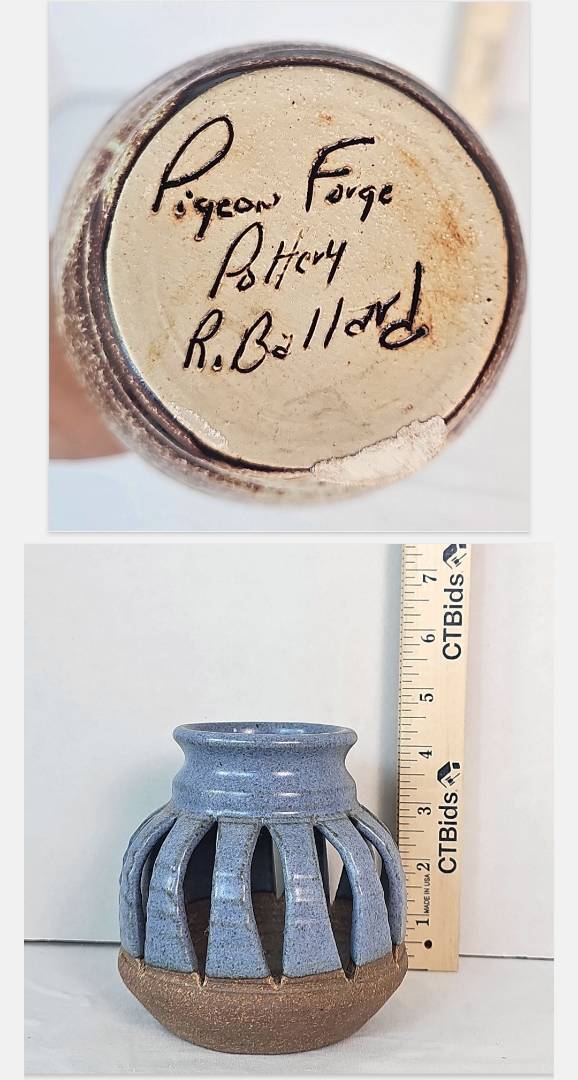 Pigeon Forge
Pottery
R. Ballard
7
CTBids
6
5
4
3
CTBids
2
MADE IN USA
1